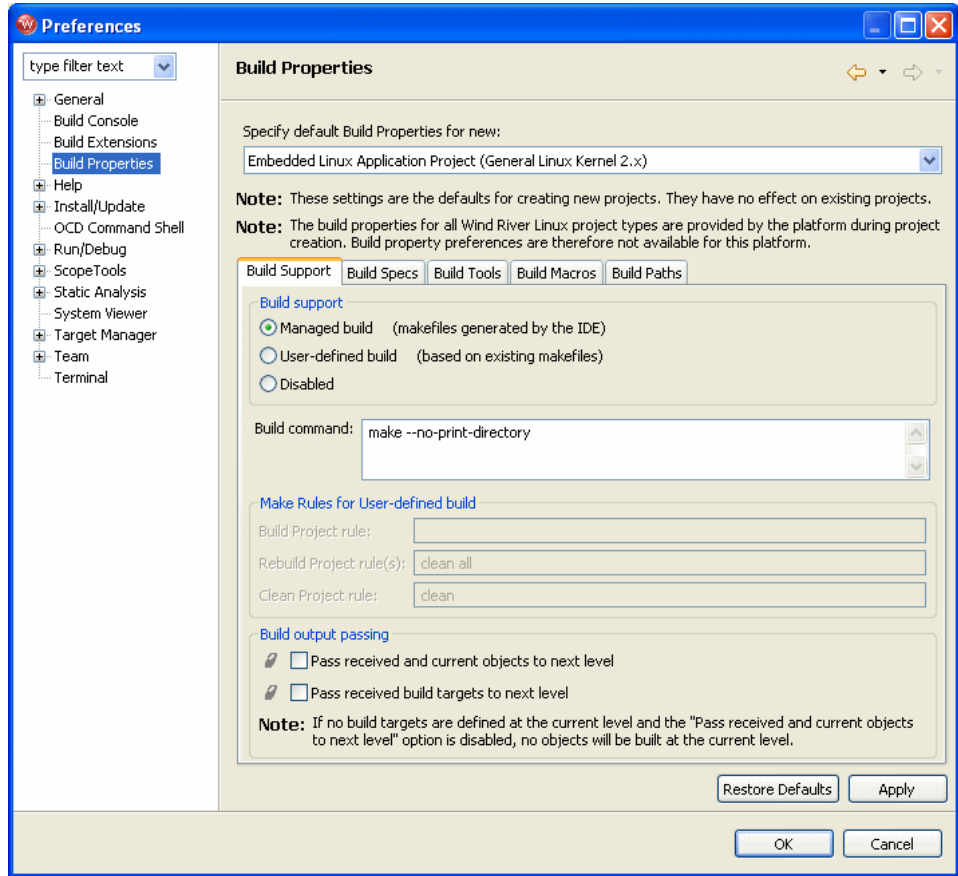 Preferences
type filter text
General
Build Console
Build Extensions
Build Properties
Help
Install/Update
OCD Command Shell
Run/Debug
ScopeTools
Static Analysis
System Viewer
Target Manager
Team
Terminal
Build Properties
Specify default Build Properties for new:
Embedded Linux Application Project (General Linux Kernel 2.x)
Note: These settings are the defaults for creating new projects. They have no effect on existing projects.
Note: The build properties for all Wind River Linux project types are provided by the platform during project
creation. Build property preferences are therefore not available for this platform.
Build Support Build Specs Build Tools Build Macros Build Paths
Build support
Managed build (makefiles generated by the IDE)
User-defined build (based on existing makefiles)
Disabled
Build command: make --no-print-directory
Make Rules for User-defined build
Build Project rule:
Rebuild Project rule(s): clean all
Clean Project rule: clean
Build output passing
Pass received and current objects to next level
Pass received build targets to next level
Note: If no build targets are defined at the current level and the "Pass received and current objects
to next level" option is disabled, no objects will be built at the current level.
Restore Defaults Apply
OK Cancel